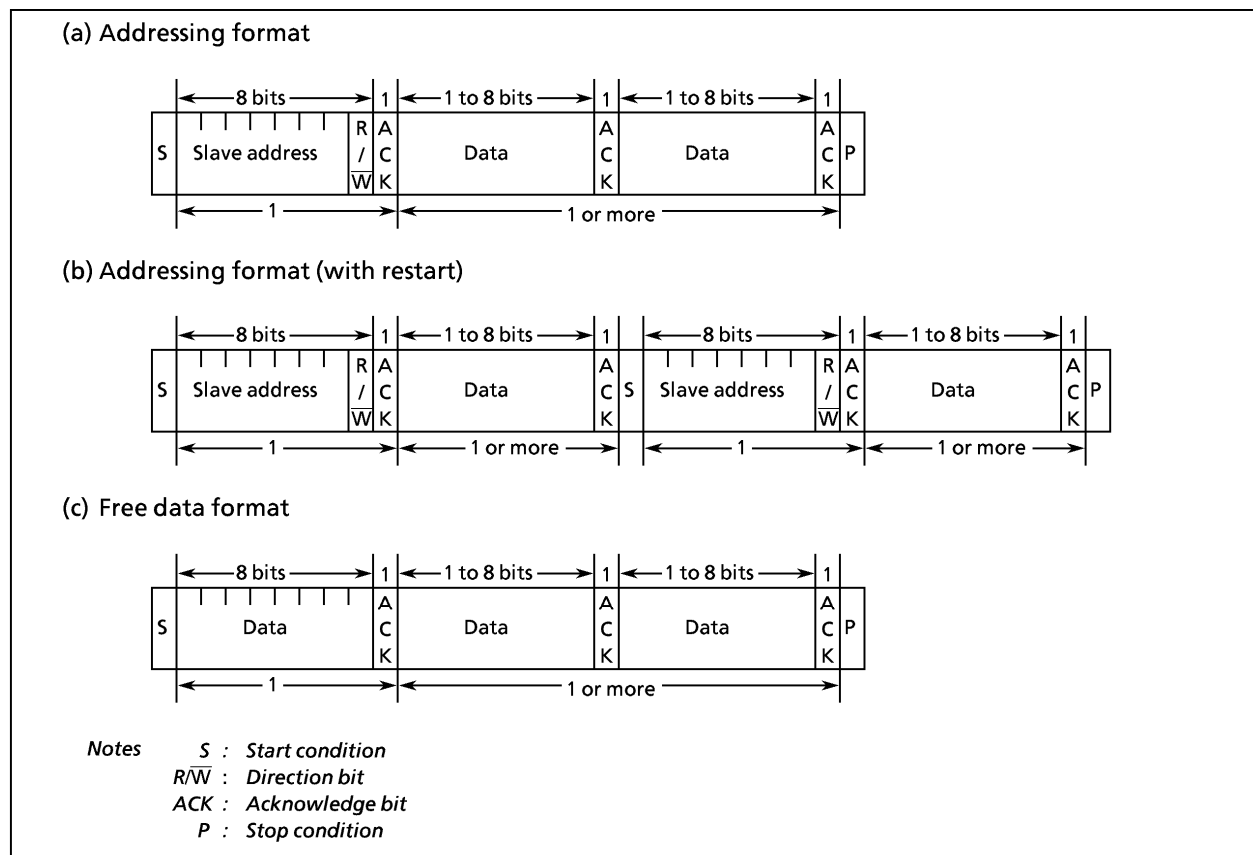 (a) Addressing format
8 bits 1 1 to 8 bits 1 1 to 8 bits 1
S Slave address R/W̅ ACK Data ACK Data ACK P
1 1 or more
(b) Addressing format (with restart)
8 bits 1 1 to 8 bits 1 8 bits 1 1 to 8 bits 1
S Slave address R/W̅ ACK Data ACK S Slave address R/W̅ ACK Data ACK P
1 1 or more 1 1 or more
(c) Free data format
8 bits 1 1 to 8 bits 1 1 to 8 bits 1
S Data ACK Data ACK Data ACK P
1 1 or more
Notes S : Start condition
R/W̅ : Direction bit
ACK : Acknowledge bit
P : Stop condition